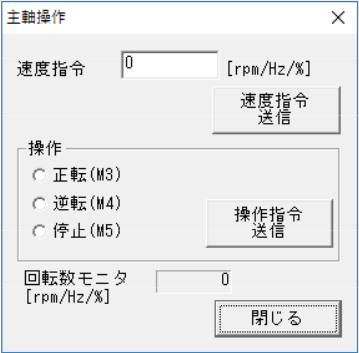 主軸操作
速度指令 0 [rpm/Hz/%]
速度指令
送信
操作
正転(M3)
逆転(M4)
停止(M5)
操作指令
送信
回転数モニタ 0
[rpm/Hz/%]
閉じる